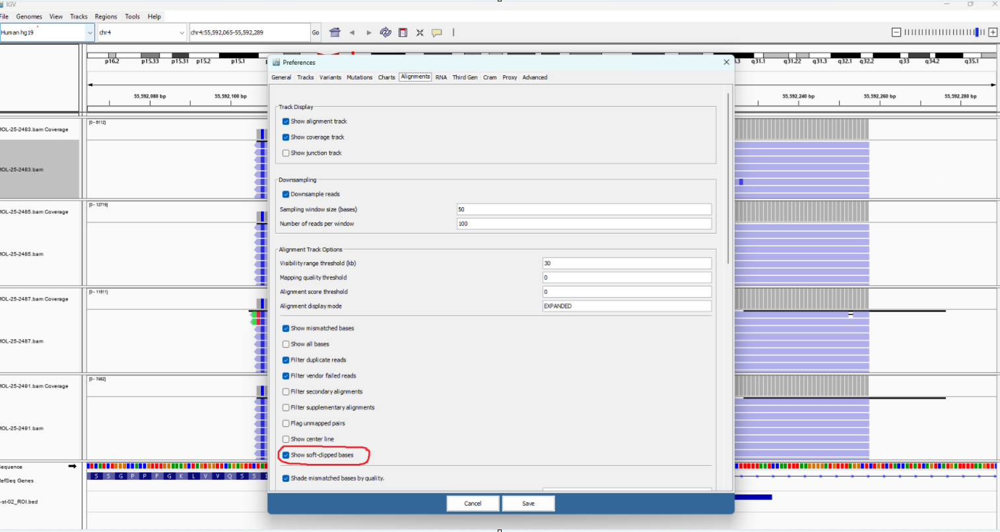 IGV
File Genomes View Tracks Regions Tools Help
Human hg19 chr4 chr4:55,592,065-55,592,289 Go
p16.2 p15.33 p15.31 p15.2 p15.1 q31.1 q31.22 q31.3 q32.1 q32.2 q33 q34.2 q35.1
55,592,080 bp 55,592,100 bp 55,592,240 bp 55,592,260 bp 55,592,280 bp
MOL-25-2483.bam Coverage
[0 - 8112]
MOL-25-2483.bam
MOL-25-2485.bam Coverage
[0 - 12719]
MOL-25-2485.bam
MOL-25-2487.bam Coverage
[0 - 11811]
MOL-25-2487.bam
MOL-25-2491.bam Coverage
[0 - 7462]
MOL-25-2491.bam
Sequence
S S G P P F G K L V V Q S S I
RefSeq Genes
-st-02_ROI.bed
Preferences
General Tracks Variants Mutations Charts Alignments RNA Third Gen Cram Proxy Advanced
Track Display
Show alignment track
Show coverage track
Show junction track
Downsampling
Downsample reads
Sampling window size (bases) 50
Number of reads per window 100
Alignment Track Options
Visibility range threshold (kb) 30
Mapping quality threshold 0
Alignment score threshold 0
Alignment display mode EXPANDED
Show mismatched bases
Show all bases
Filter duplicate reads
Filter vendor failed reads
Filter secondary alignments
Filter supplementary alignments
Flag unmapped pairs
Show center line
Show soft-clipped bases
Shade mismatched bases by quality.
Cancel Save